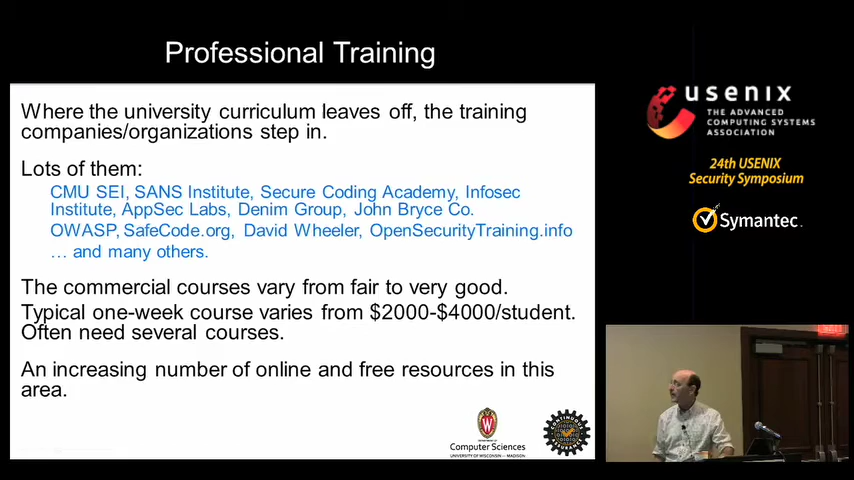 Professional Training
Where the university curriculum leaves off, the training
companies/organizations step in.
Lots of them:
CMU SEI, SANS Institute, Secure Coding Academy, Infosec
Institute, AppSec Labs, Denim Group, John Bryce Co.
OWASP, SafeCode.org, David Wheeler, OpenSecurityTraining.info
… and many others.
The commercial courses vary from fair to very good.
Typical one-week course varies from $2000-$4000/student.
Often need several courses.
An increasing number of online and free resources in this
area.
W
DEPARTMENT OF
Computer Sciences
UNIVERSITY OF WISCONSIN — MADISON
CONTINUOUS
ASSURANCE
usenix
THE ADVANCED
COMPUTING SYSTEMS
ASSOCIATION
24th USENIX
Security Symposium
Symantec.